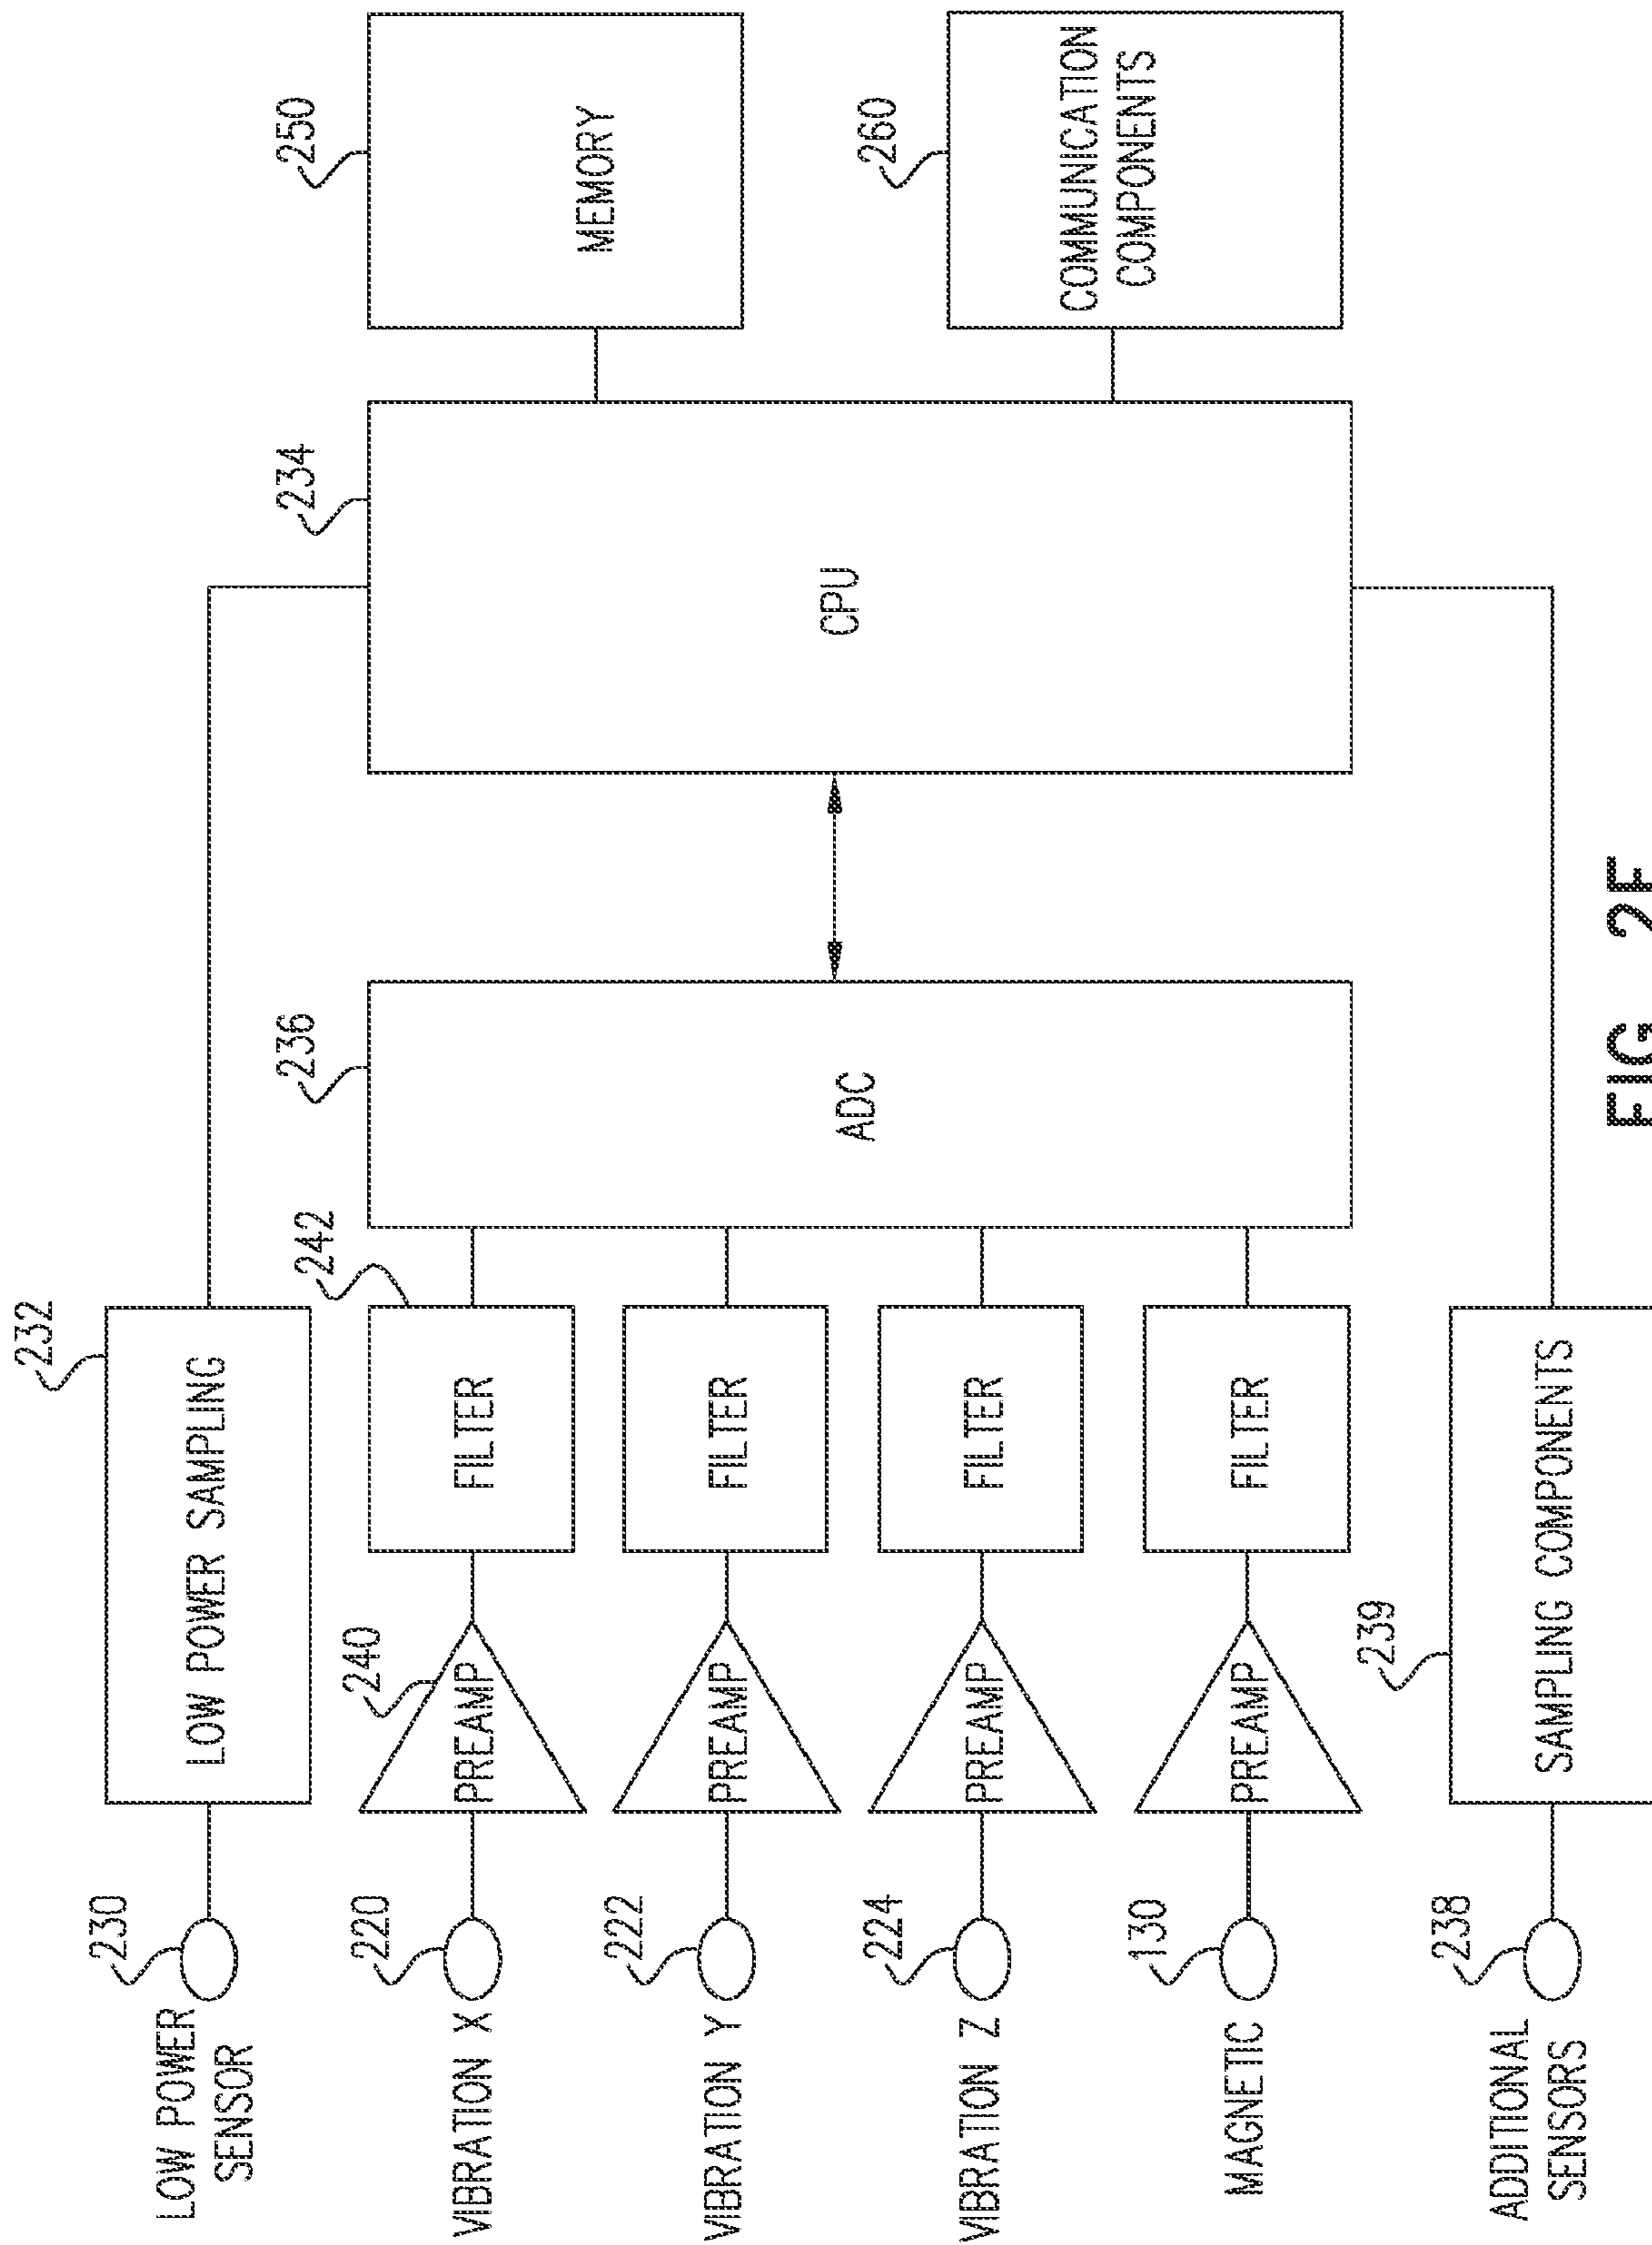 232
230
LOW POWER
SENSOR
LOW POWER SAMPLING
220
VIBRATION X
240
PREAMP
242
FILTER
222
VIBRATION Y
PREAMP
FILTER
224
VIBRATION Z
PREAMP
FILTER
130
MAGNETIC
PREAMP
FILTER
238
ADDITIONAL
SENSORS
239
SAMPLING COMPONENTS
236
ADC
234
CPU
250
MEMORY
260
COMMUNICATION
COMPONENTS
FIG 2F